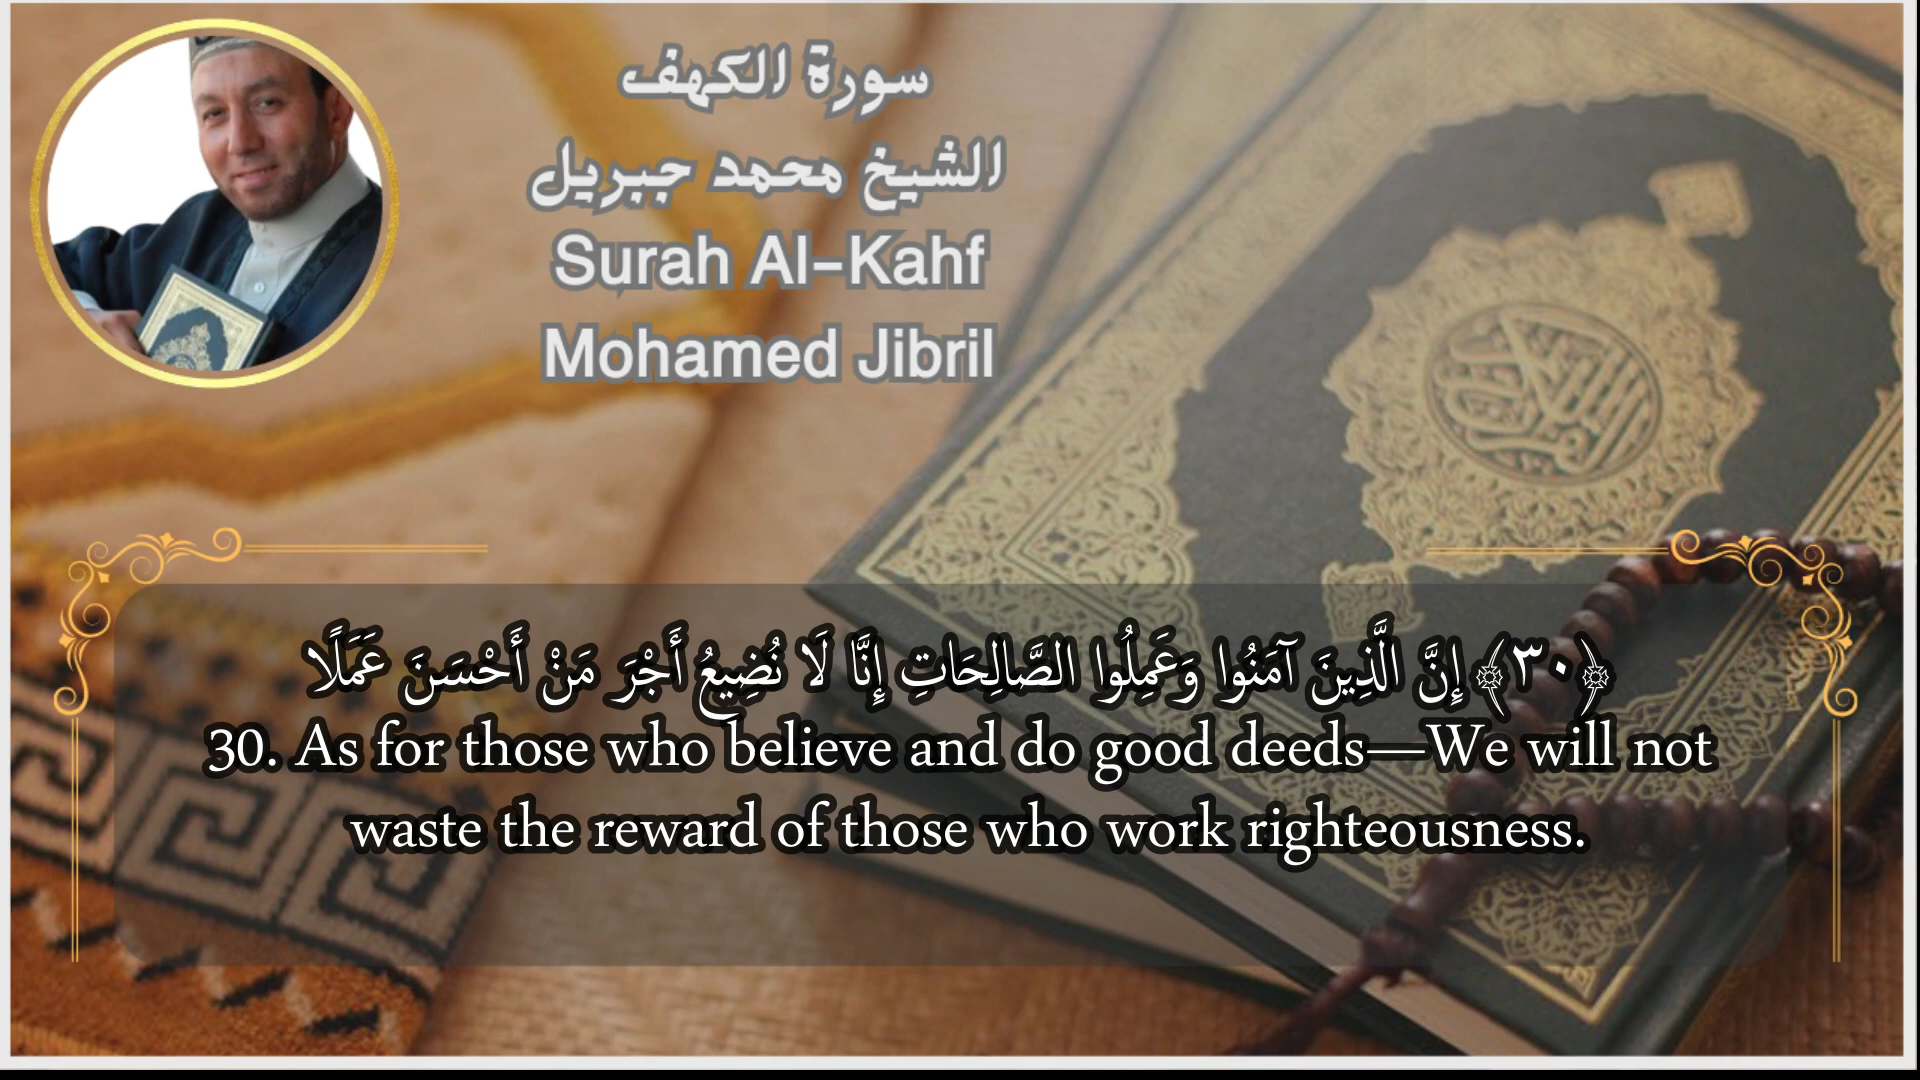 سورة الكهف
الشيخ محمد جبريل
Surah Al-Kahf
Mohamed Jibril
﴿٣٠﴾ إِنَّ الَّذِينَ آمَنُوا وَعَمِلُوا الصَّالِحَاتِ إِنَّا لَا نُضِيعُ أَجْرَ مَنْ أَحْسَنَ عَمَلًا
30. As for those who believe and do good deeds—We will not
waste the reward of those who work righteousness.